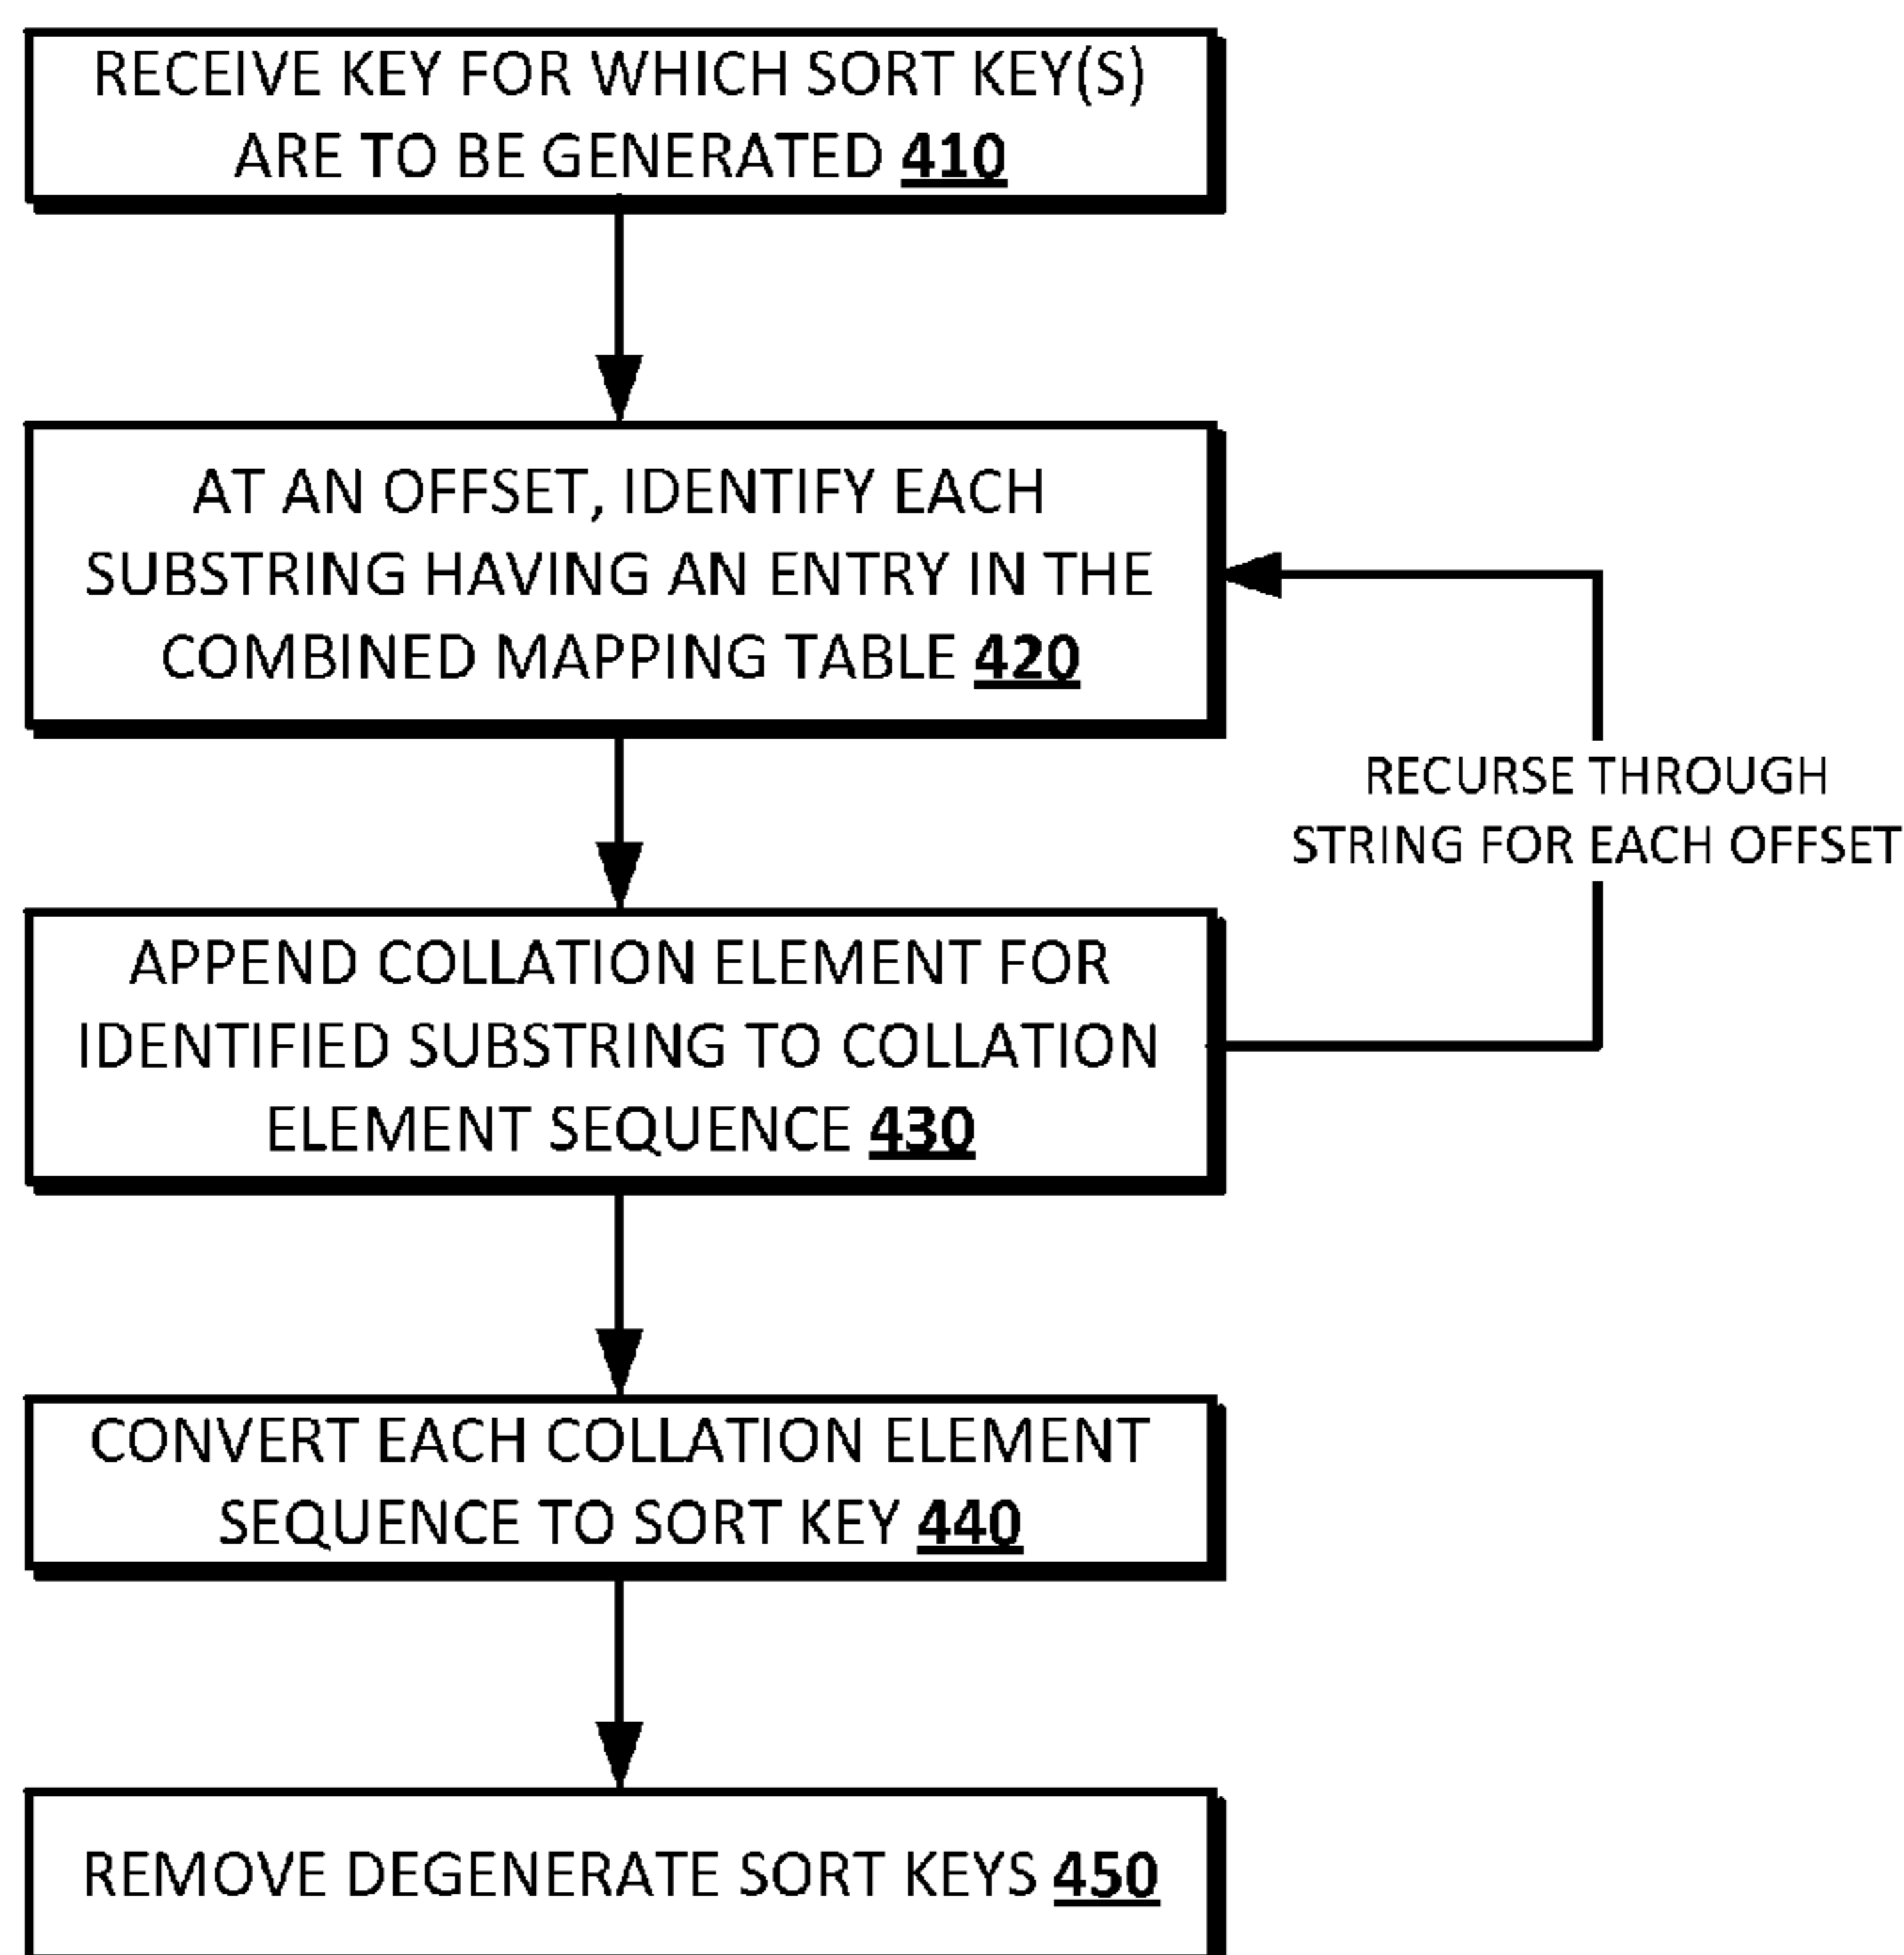 RECEIVE KEY FOR WHICH SORT KEY(S)
ARE TO BE GENERATED 410
AT AN OFFSET, IDENTIFY EACH
SUBSTRING HAVING AN ENTRY IN THE
COMBINED MAPPING TABLE 420
RECURSE THROUGH
STRING FOR EACH OFFSET
APPEND COLLATION ELEMENT FOR
IDENTIFIED SUBSTRING TO COLLATION
ELEMENT SEQUENCE 430
CONVERT EACH COLLATION ELEMENT
SEQUENCE TO SORT KEY 440
REMOVE DEGENERATE SORT KEYS 450